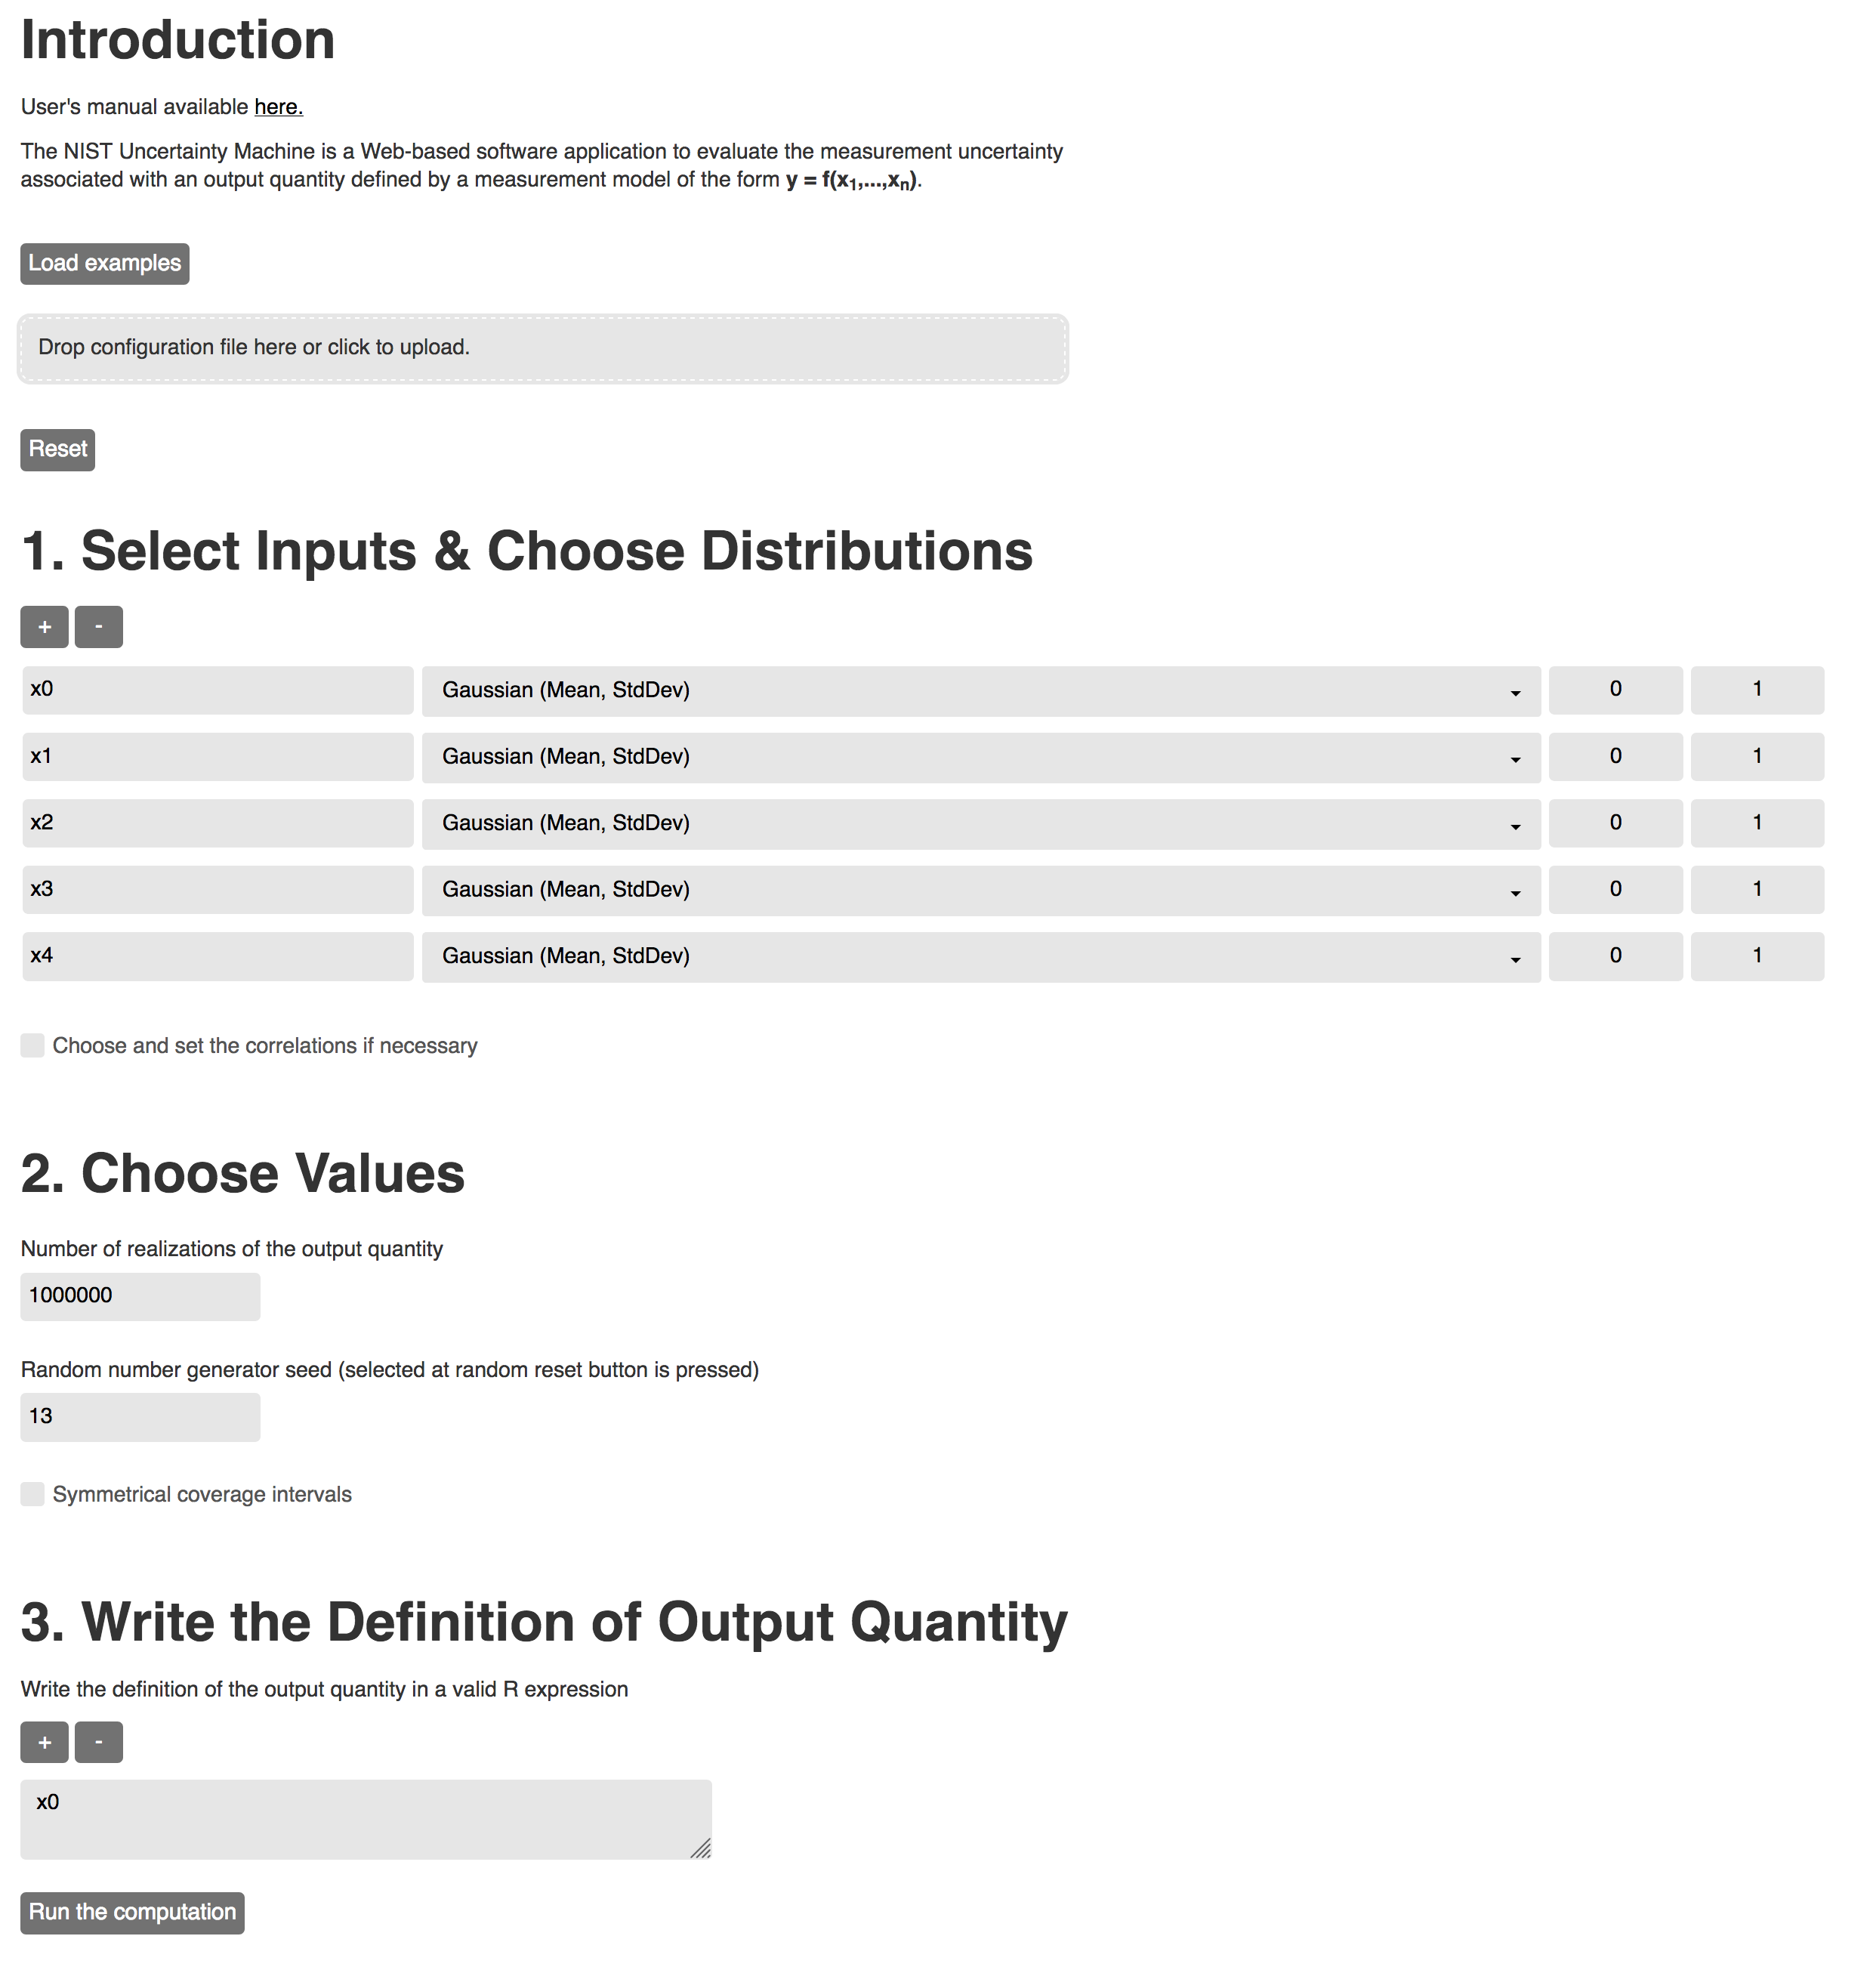 Introduction
User's manual available here.
The NIST Uncertainty Machine is a Web-based software application to evaluate the measurement uncertainty
associated with an output quantity defined by a measurement model of the form y = f(x1,...,xn).
Load examples
Drop configuration file here or click to upload.
Reset
1. Select Inputs & Choose Distributions
+ -
x0 Gaussian (Mean, StdDev) 0 1
x1 Gaussian (Mean, StdDev) 0 1
x2 Gaussian (Mean, StdDev) 0 1
x3 Gaussian (Mean, StdDev) 0 1
x4 Gaussian (Mean, StdDev) 0 1
Choose and set the correlations if necessary
2. Choose Values
Number of realizations of the output quantity
1000000
Random number generator seed (selected at random reset button is pressed)
13
Symmetrical coverage intervals
3. Write the Definition of Output Quantity
Write the definition of the output quantity in a valid R expression
+ -
x0
Run the computation